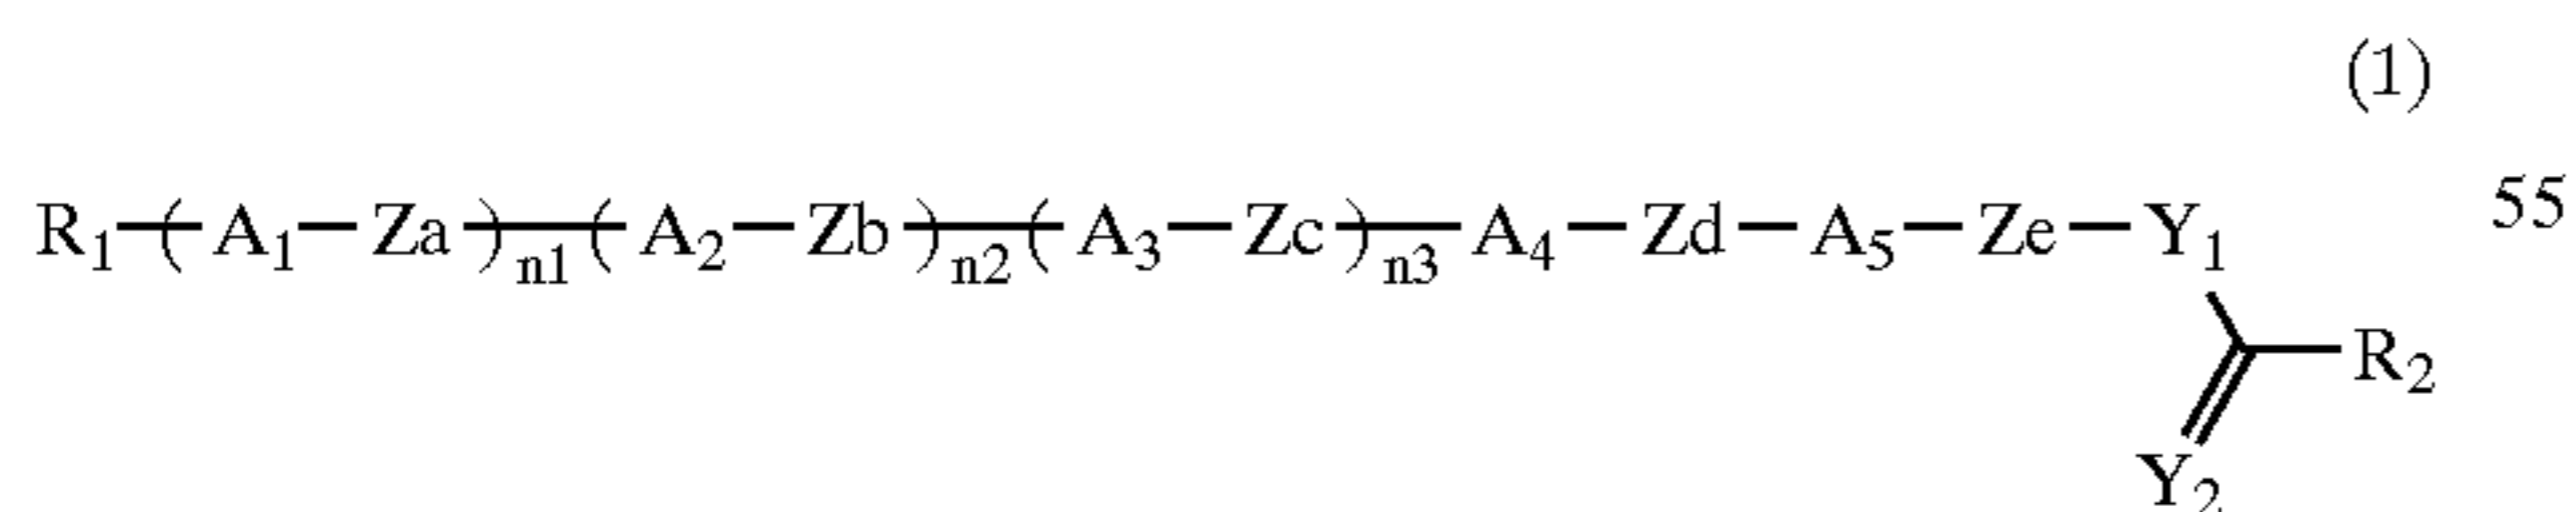 (1)
R1—(A1—Za)n1(A2—Zb)n2(A3—Zc)n3A4—Zd—A5—Ze—Y1 55
R2
Y2